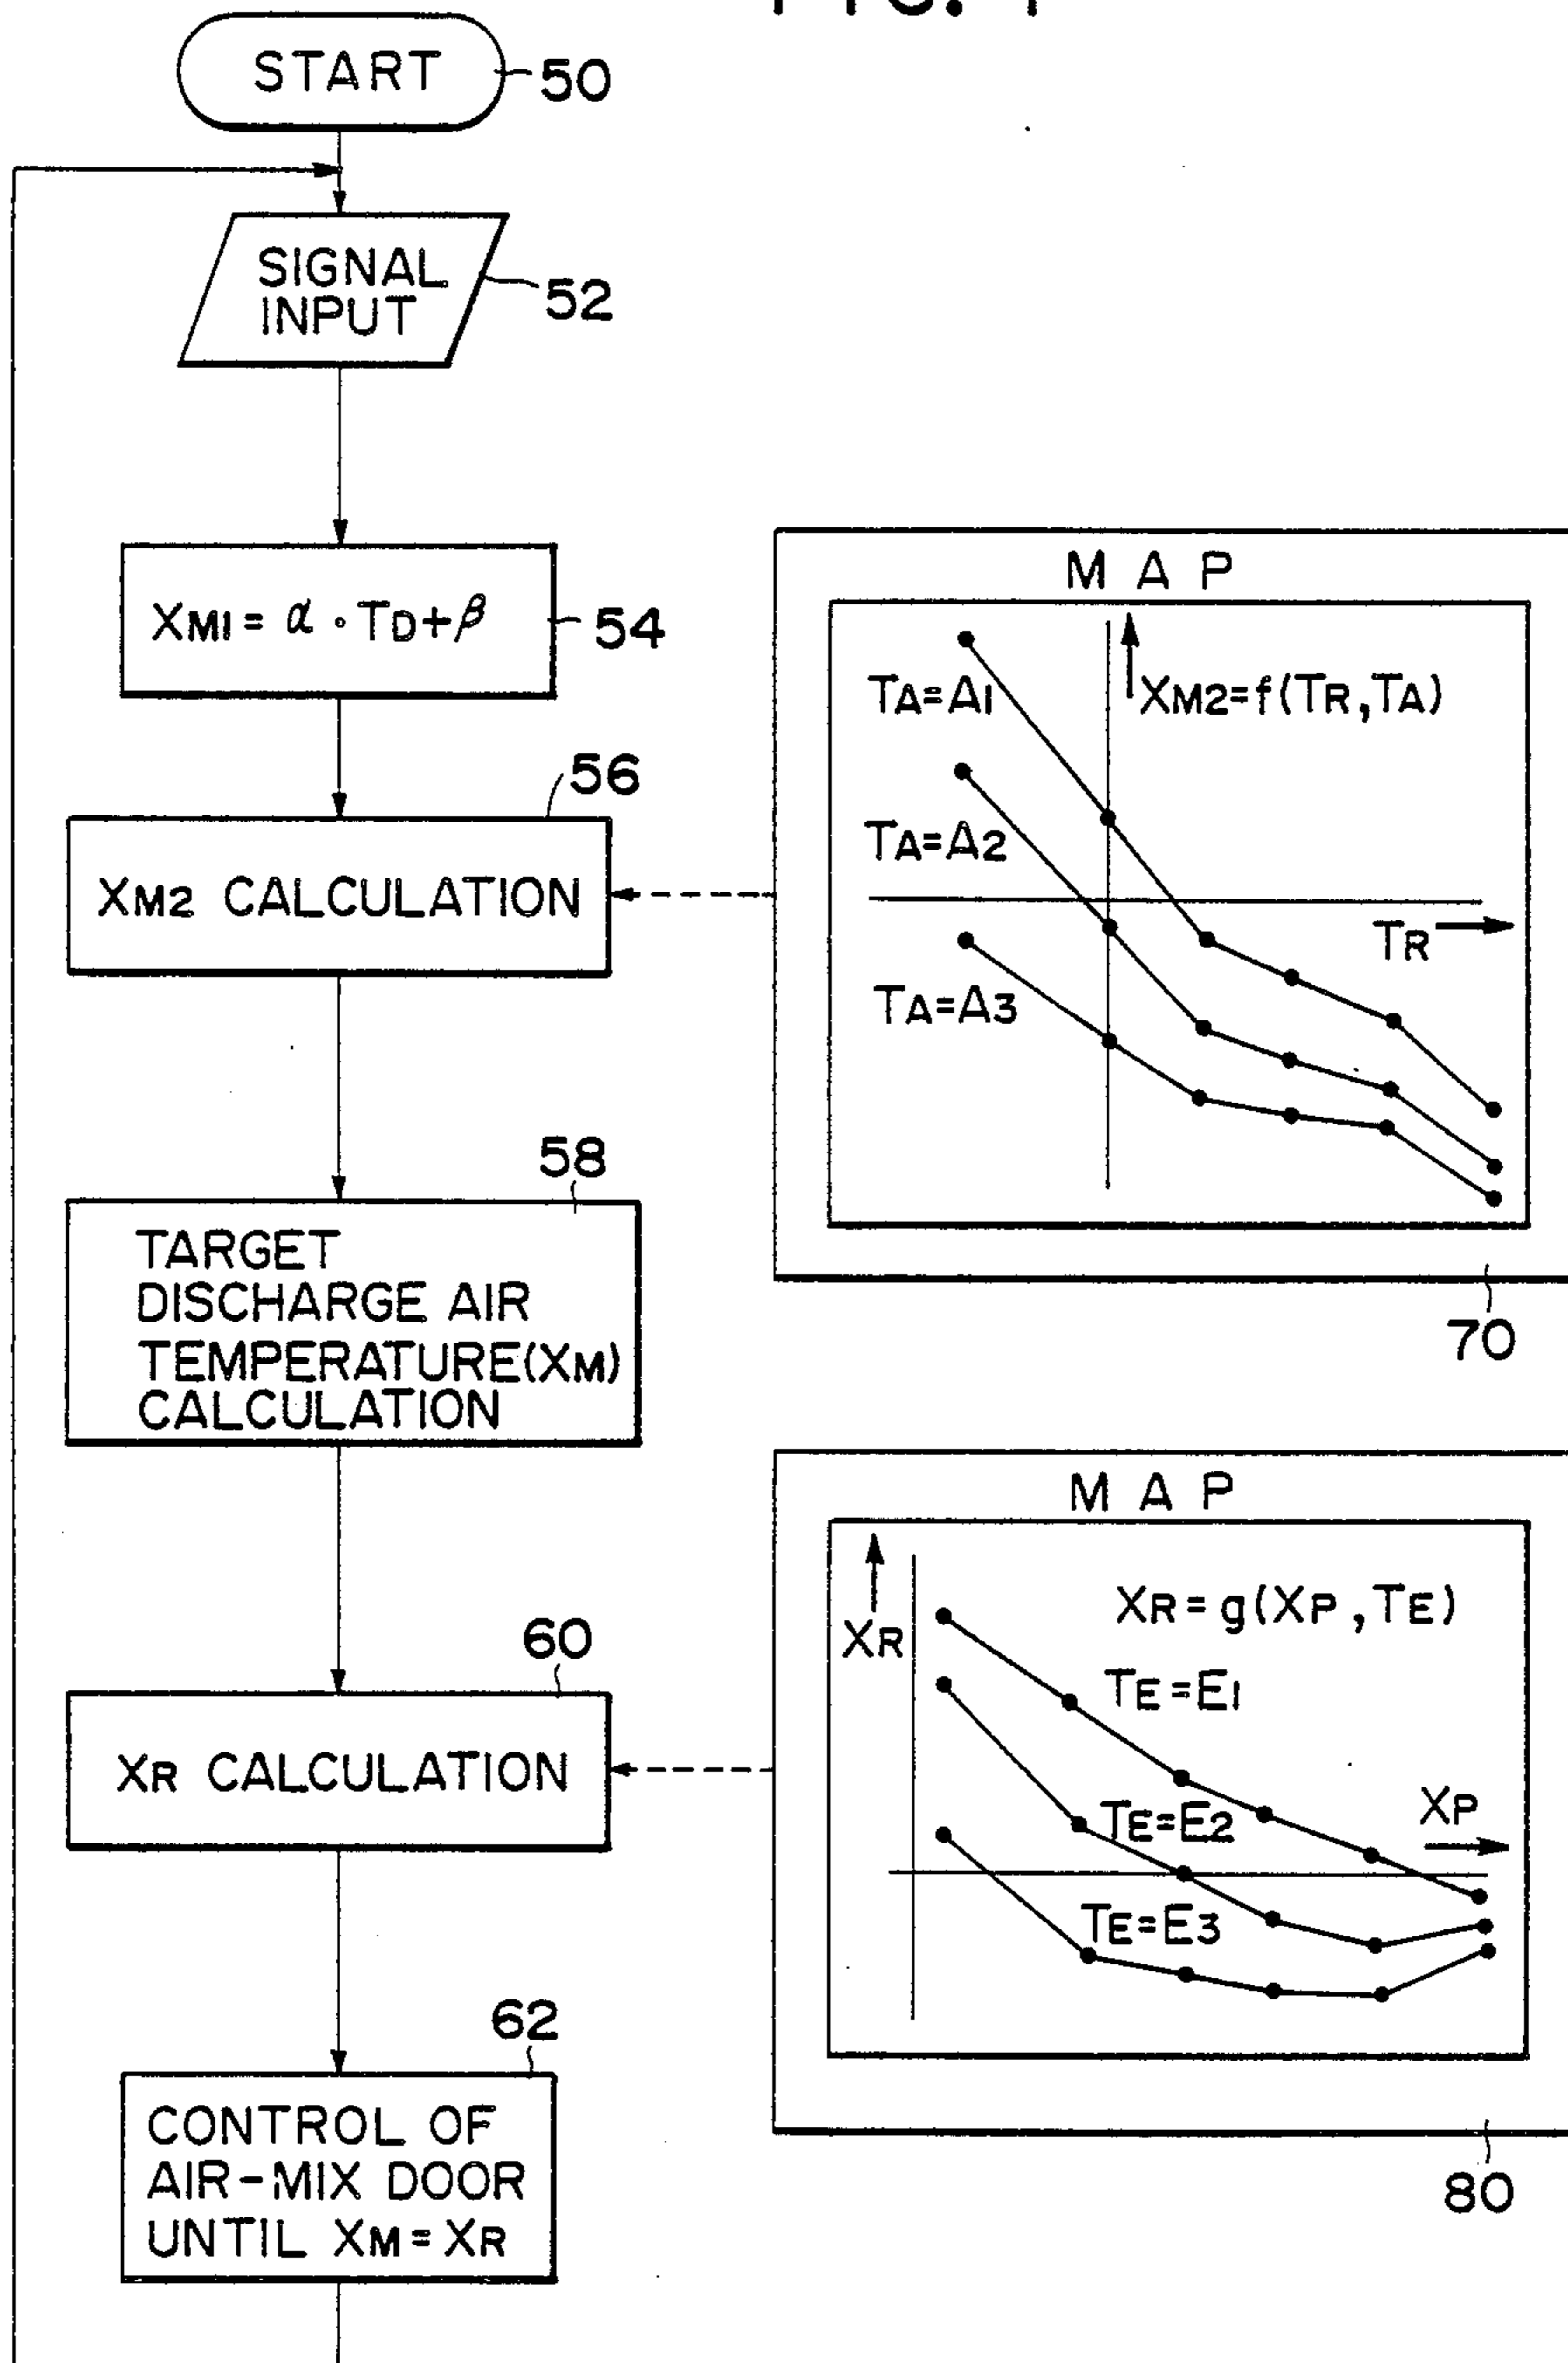 START
50
SIGNAL
INPUT
52
XM1 = α · TD + β
54
56
XM2 CALCULATION
58
TARGET
DISCHARGE AIR
TEMPERATURE(XM)
CALCULATION
60
XR CALCULATION
62
CONTROL OF
AIR-MIX DOOR
UNTIL XM = XR
MAP
XM2=f(TR,TA)
TA=A1
TA=A2
TR
TA=A3
70
MAP
XR=g(XP,TE)
XR
TE=E1
XP
TE=E2
TE=E3
80